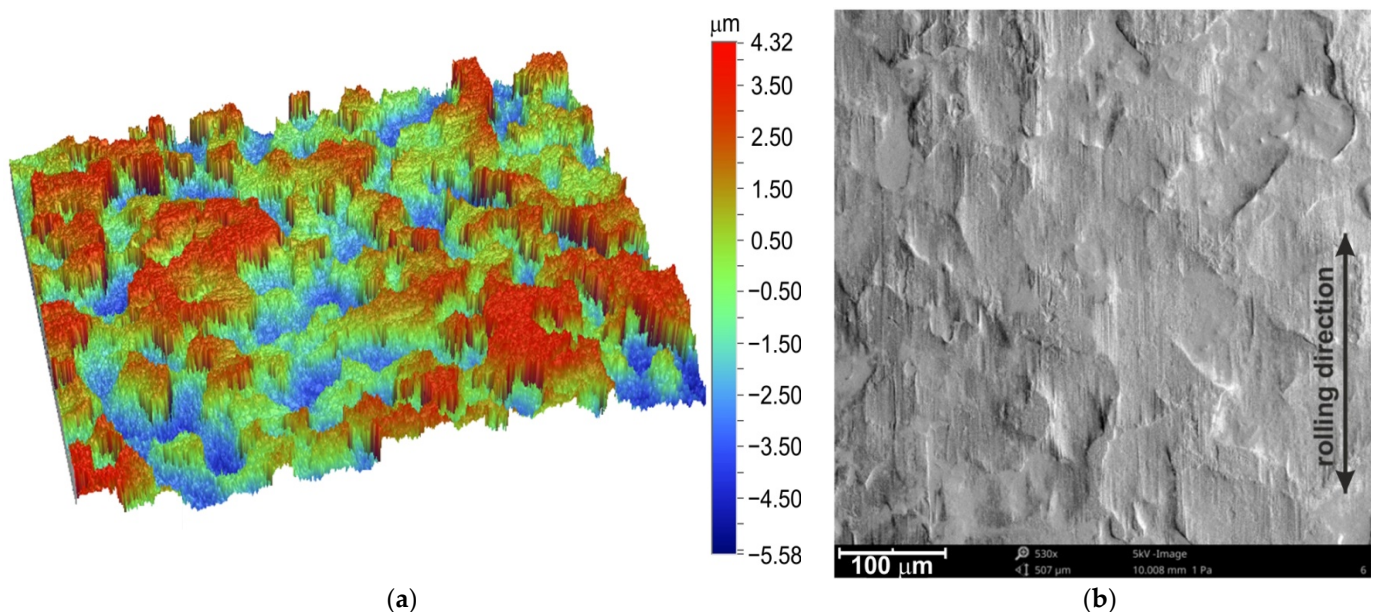 μm
4.32
3.50
2.50
1.50
0.50
−0.50
−1.50
−2.50
−3.50
−4.50
−5.58
rolling direction
100 μm
530x
507 μm
5kV -Image
10.008 mm 1 Pa
6
(a)
(b)